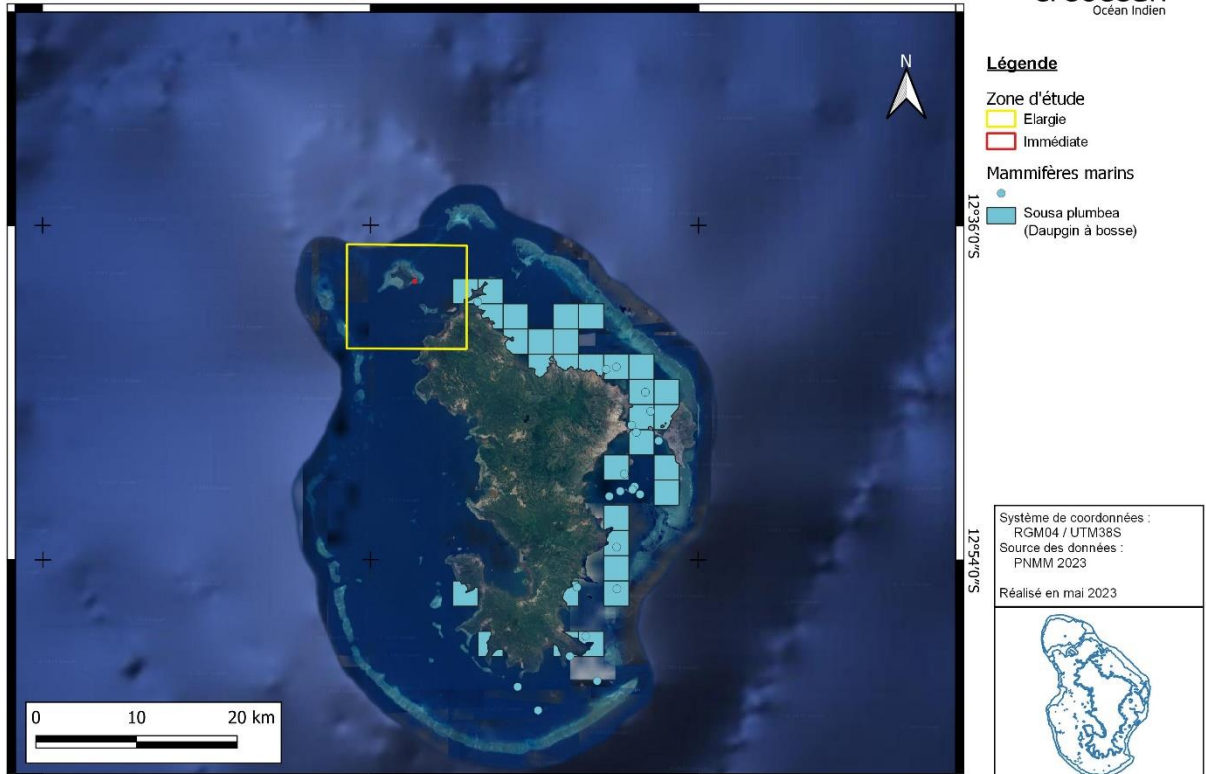 Océan Indien
Légende
Zone d'étude
Elargie
Immédiate
Mammifères marins
Sousa plumbea
(Daupgin à bosse)
N
12°36'0"S
12°54'0"S
0 10 20 km
Système de coordonnées :
RGM04 / UTM38S
Source des données :
PNMM 2023
Réalisé en mai 2023